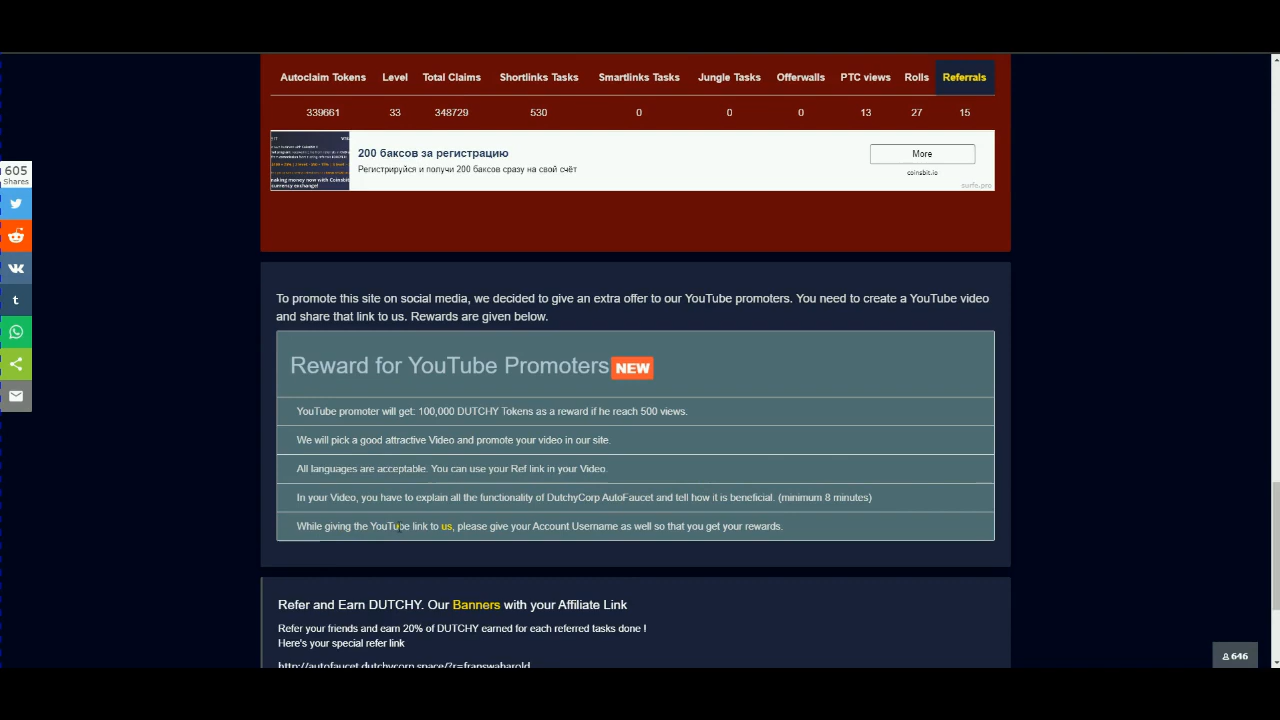 Autoclaim Tokens Level Total Claims Shortlinks Tasks Smartlinks Tasks Jungle Tasks Offerwalls PTC views Rolls Referrals
339661 33 348729 530 0 0 0 13 27 15
200 баксов за регистрацию
Регистрируйся и получи 200 баксов сразу на свой счёт
More
coinsbit.io
surfe.pro
605
Shares
To promote this site on social media, we decided to give an extra offer to our YouTube promoters. You need to create a YouTube video
and share that link to us. Rewards are given below.
Reward for YouTube Promoters NEW
YouTube promoter will get: 100,000 DUTCHY Tokens as a reward if he reach 500 views.
We will pick a good attractive Video and promote your video in our site.
All languages are acceptable. You can use your Ref link in your Video.
In your Video, you have to explain all the functionality of DutchyCorp AutoFaucet and tell how it is beneficial. (minimum 8 minutes)
While giving the YouTube link to us, please give your Account Username as well so that you get your rewards.
Refer and Earn DUTCHY. Our Banners with your Affiliate Link
Refer your friends and earn 20% of DUTCHY earned for each referred tasks done !
Here's your special refer link
http://autofaucet.dutchycorp.space/?r=franswaharold
646